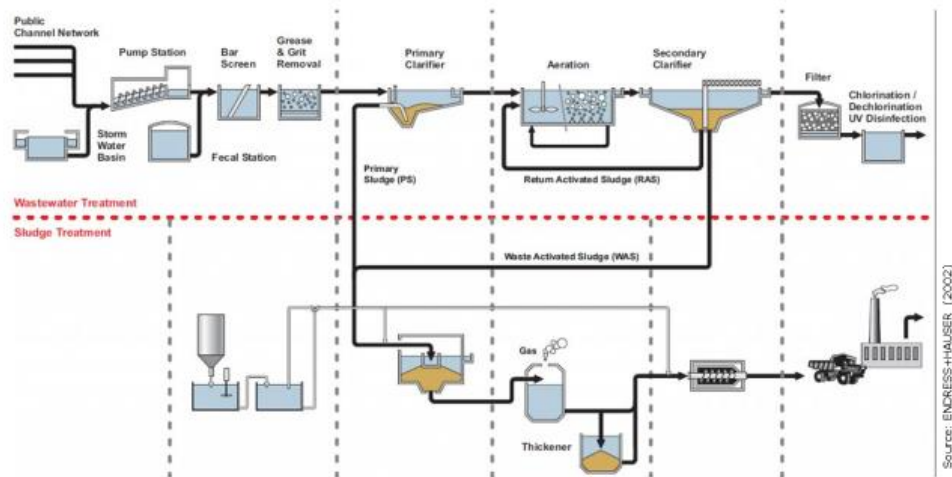 Public
Channel Network
Pump Station
Bar
Screen
Grease
& Grit
Removal
Primary
Clarifier
Aeration
Secondary
Clarifier
Filter
Chlorination /
Dechlorination
UV Disinfection
Storm
Water
Basin
Fecal Station
Primary
Sludge (PS)
Return Activated Sludge (RAS)
Wastewater Treatment
Sludge Treatment
Waste Activated Sludge (WAS)
Gas
Thickener
Source: ENDRESS+HAUSER (2002)